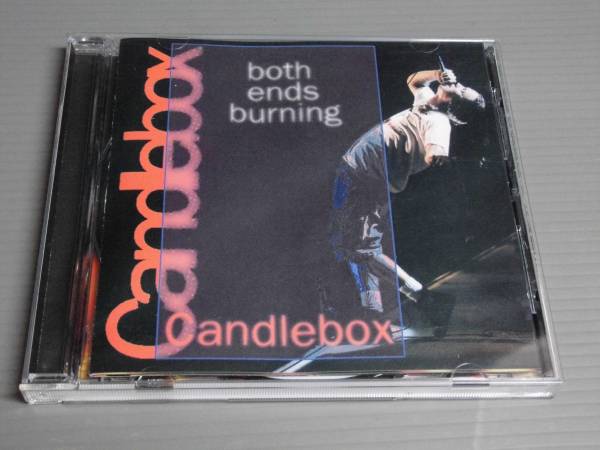 Candlebox
both
ends
burning
Candlebox